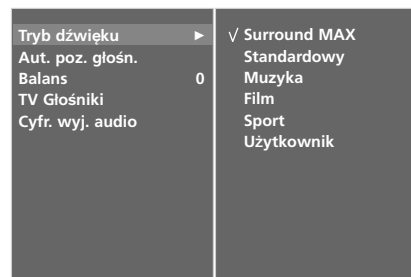 Tryb dźwięku ►
Aut. poz. głośn.
Balans 0
TV Głośniki
Cyfr. wyj. audio
√ Surround MAX
Standardowy
Muzyka
Film
Sport
Użytkownik